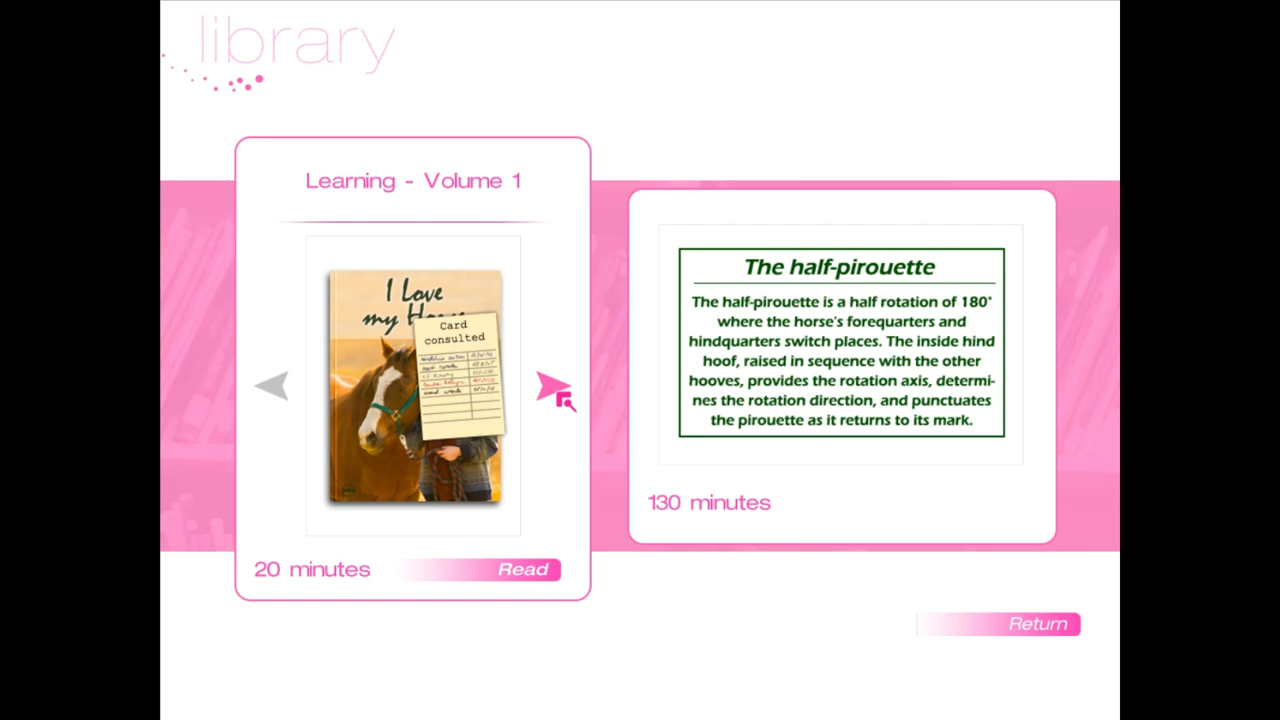 library
Learning - Volume 1
I Love
my
Card
consulted
20 minutes
Read
The half-pirouette
The half-pirouette is a half rotation of 180°
where the horse's forequarters and
hindquarters switch places. The inside hind
hoof, raised in sequence with the other
hooves, provides the rotation axis, determi-
nes the rotation direction, and punctuates
the pirouette as it returns to its mark.
130 minutes
Return